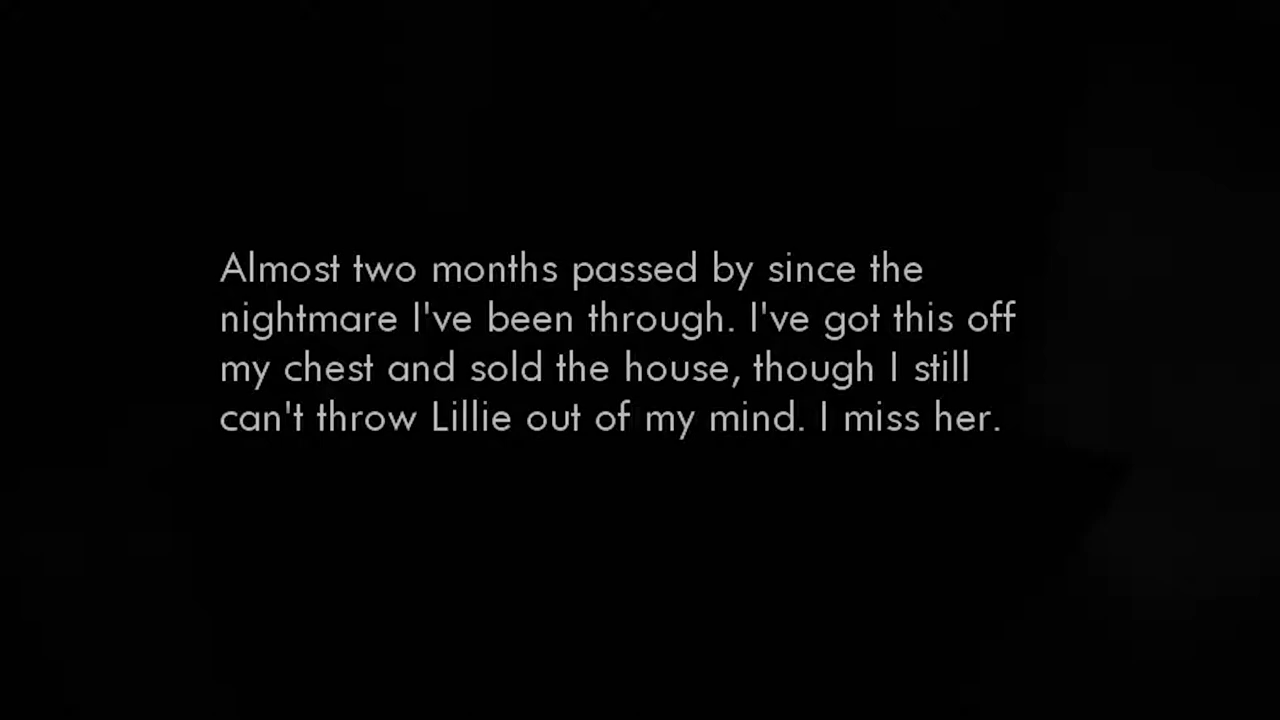 Almost two months passed by since the
nightmare I've been through. I've got this off
my chest and sold the house, though I still
can't throw Lillie out of my mind. I miss her.